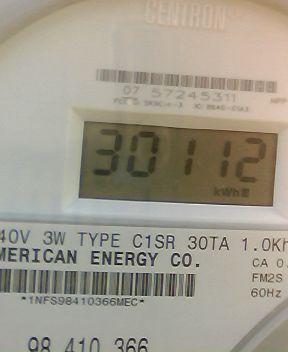 CENTRON
07 57245311
30112
kWh
40V 3W TYPE C1SR 30TA 1.0Kh
MERICAN ENERGY CO.
CA 0.
FM2S
60Hz
*1NFS98410366MEC*
98 410 366